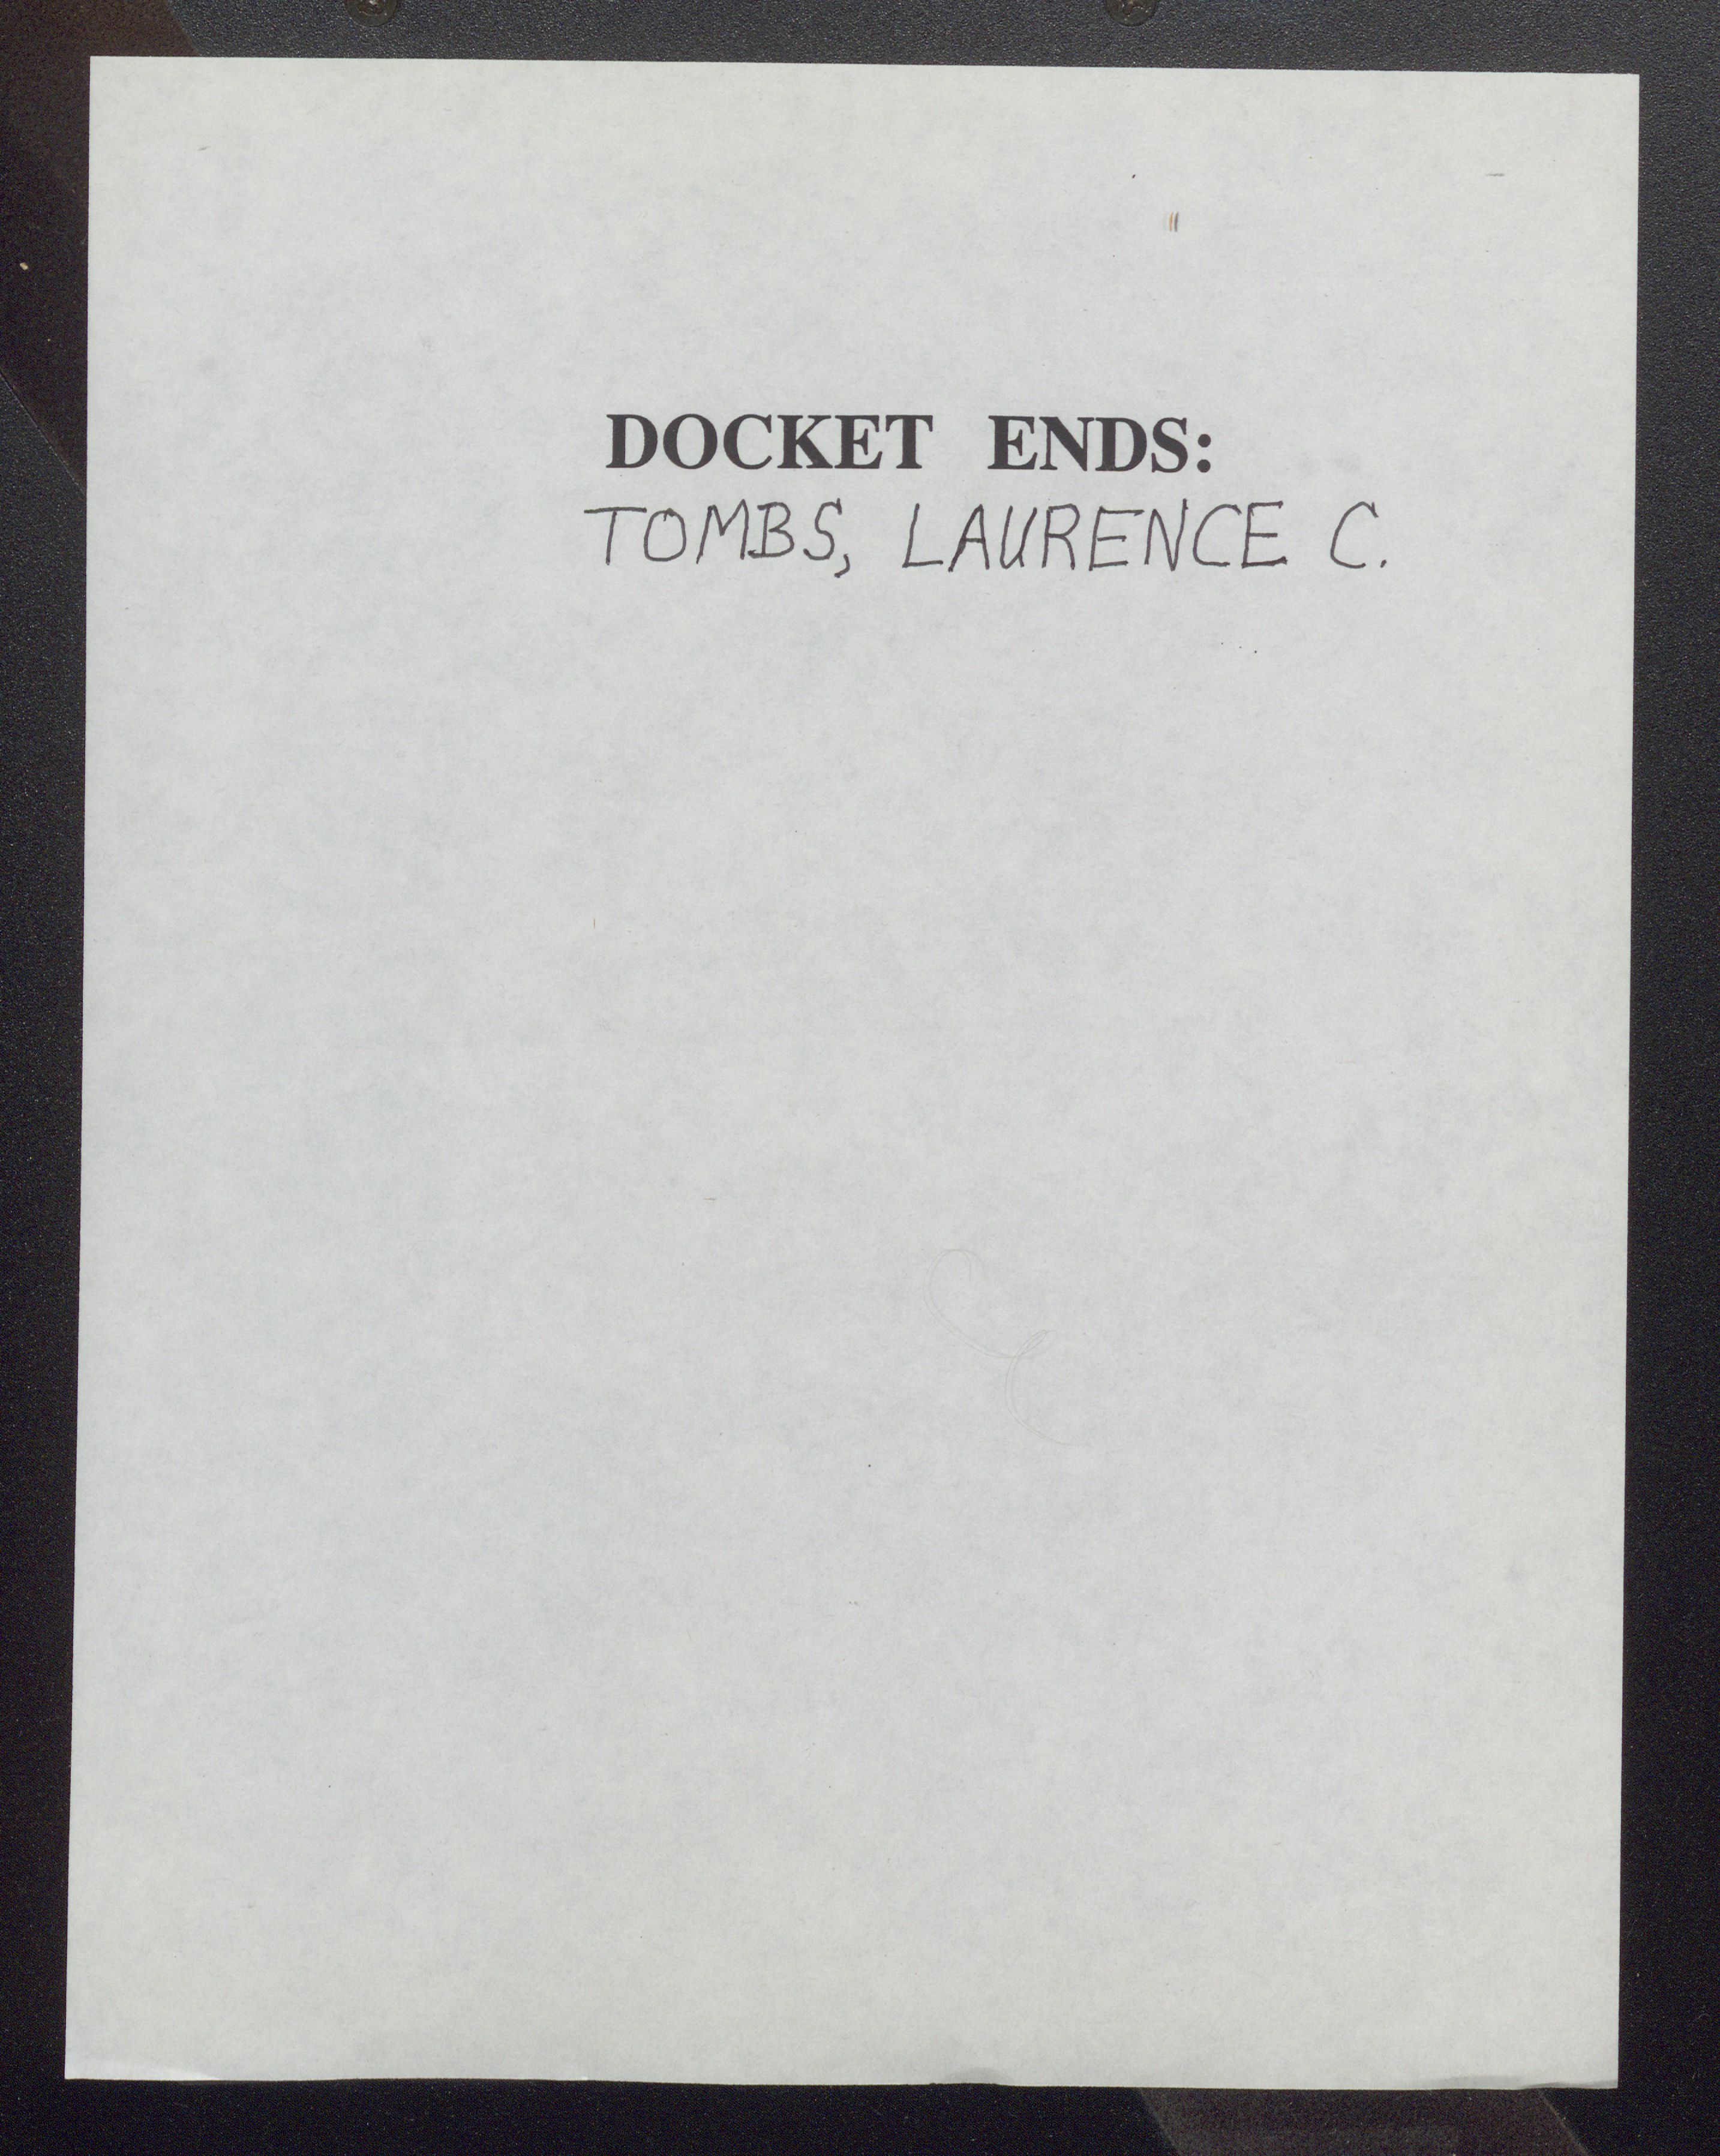 DOCKET ENDS:
TOMBS, LAURENCE C.